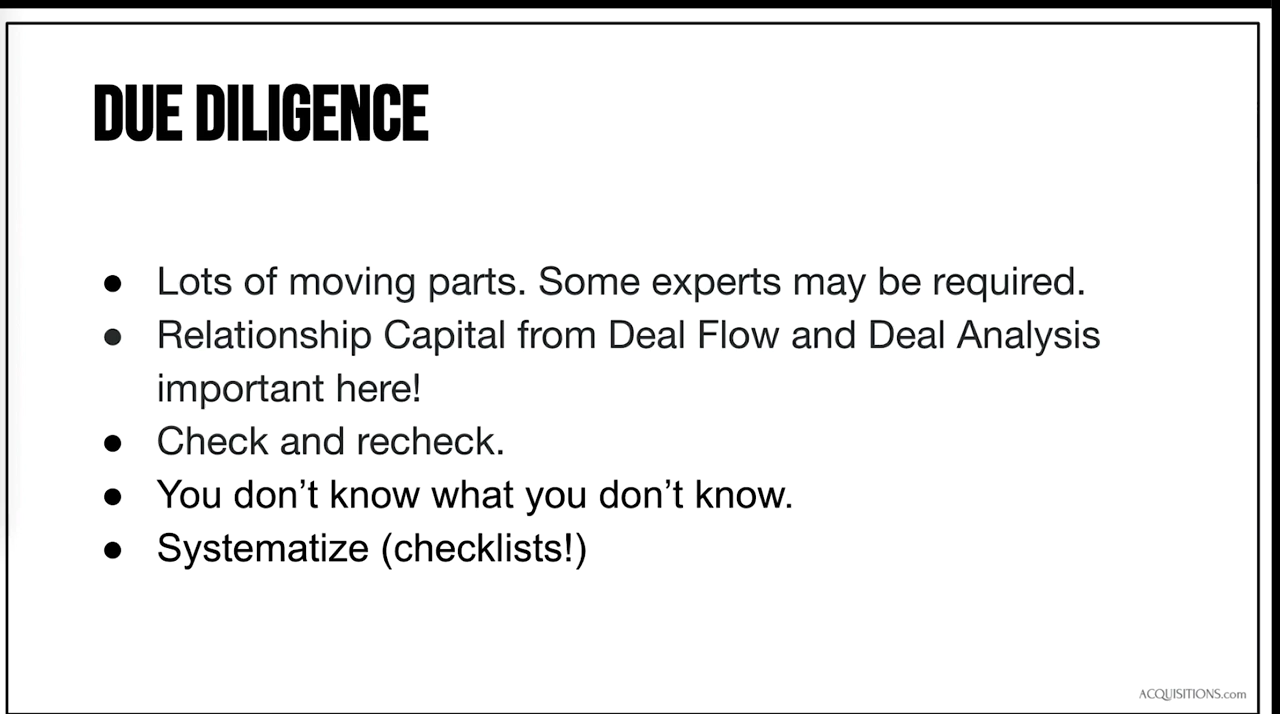 DUE DILIGENCE
● Lots of moving parts. Some experts may be required.
● Relationship Capital from Deal Flow and Deal Analysis
important here!
● Check and recheck.
● You don’t know what you don’t know.
● Systematize (checklists!)
ACQUISITIONS.com